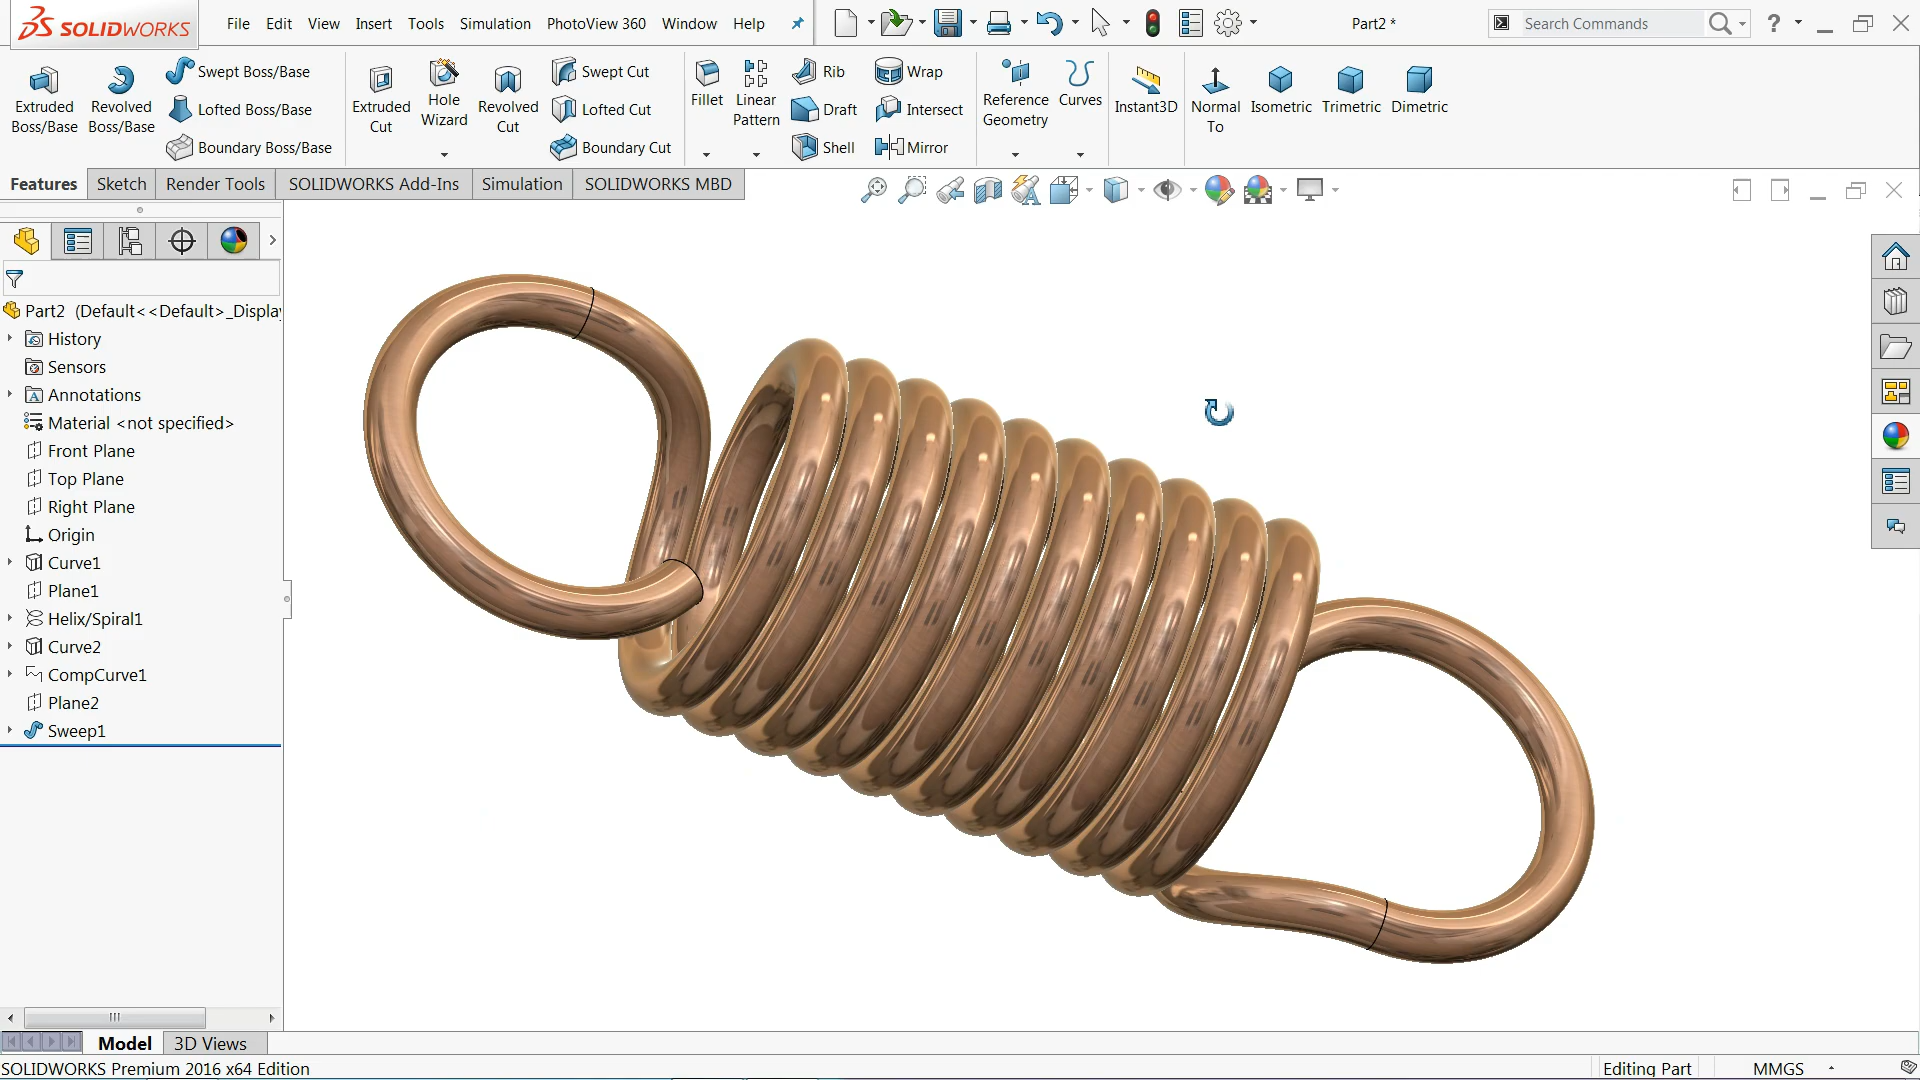 SOLIDWORKS File Edit View Insert Tools Simulation PhotoView 360 Window Help Part2 * Search Commands ?
Extruded Boss/Base
Revolved Boss/Base
Swept Boss/Base
Lofted Boss/Base
Boundary Boss/Base
Extruded Cut
Hole Wizard
Revolved Cut
Swept Cut
Lofted Cut
Boundary Cut
Fillet
Linear Pattern
Rib
Draft
Shell
Wrap
Intersect
Mirror
Reference Geometry
Curves
Instant3D
Normal To
Isometric
Trimetric
Dimetric
Features Sketch Render Tools SOLIDWORKS Add-Ins Simulation SOLIDWORKS MBD
Part2 (Default<<Default>_Displa
History
Sensors
Annotations
Material <not specified>
Front Plane
Top Plane
Right Plane
Origin
Curve1
Plane1
Helix/Spiral1
Curve2
CompCurve1
Plane2
Sweep1
Model 3D Views
SOLIDWORKS Premium 2016 x64 Edition Editing Part MMGS